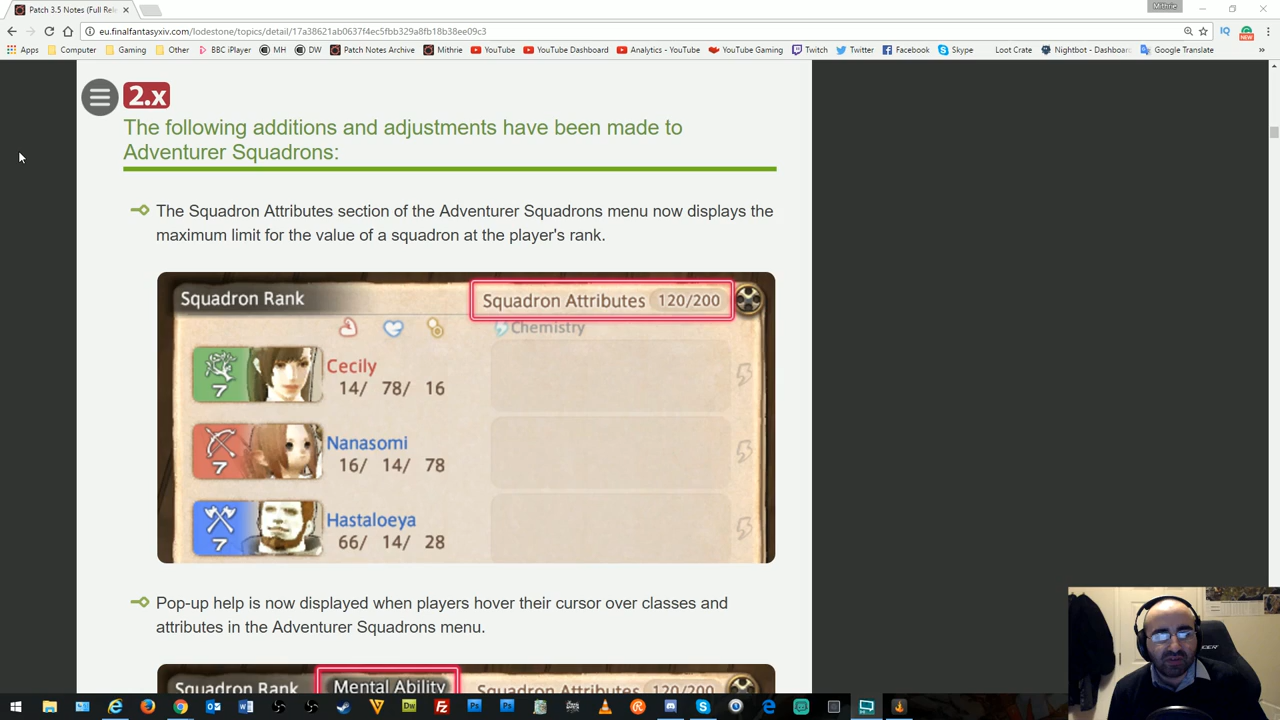 Patch 3.5 Notes (Full Rel
Mithrie
eu.finalfantasyxiv.com/lodestone/topics/detail/17a38621ab0637f4ec5fbb329a8fb18b38ee09c3
Apps Computer Gaming Other BBC iPlayer MH DW Patch Notes Archive Mithrie YouTube YouTube Dashboard Analytics - YouTube YouTube Gaming Twitch Twitter Facebook Skype Loot Crate Nightbot - Dashboard Google Translate
2.x
The following additions and adjustments have been made to
Adventurer Squadrons:
The Squadron Attributes section of the Adventurer Squadrons menu now displays the
maximum limit for the value of a squadron at the player's rank.
Squadron Rank Squadron Attributes 120/200
Chemistry
Cecily
7 14/ 78/ 16
Nanasomi
7 16/ 14/ 78
Hastaloeya
7 66/ 14/ 28
Pop-up help is now displayed when players hover their cursor over classes and
attributes in the Adventurer Squadrons menu.
Squadron Rank Mental Ability Squadron Attributes 120/200